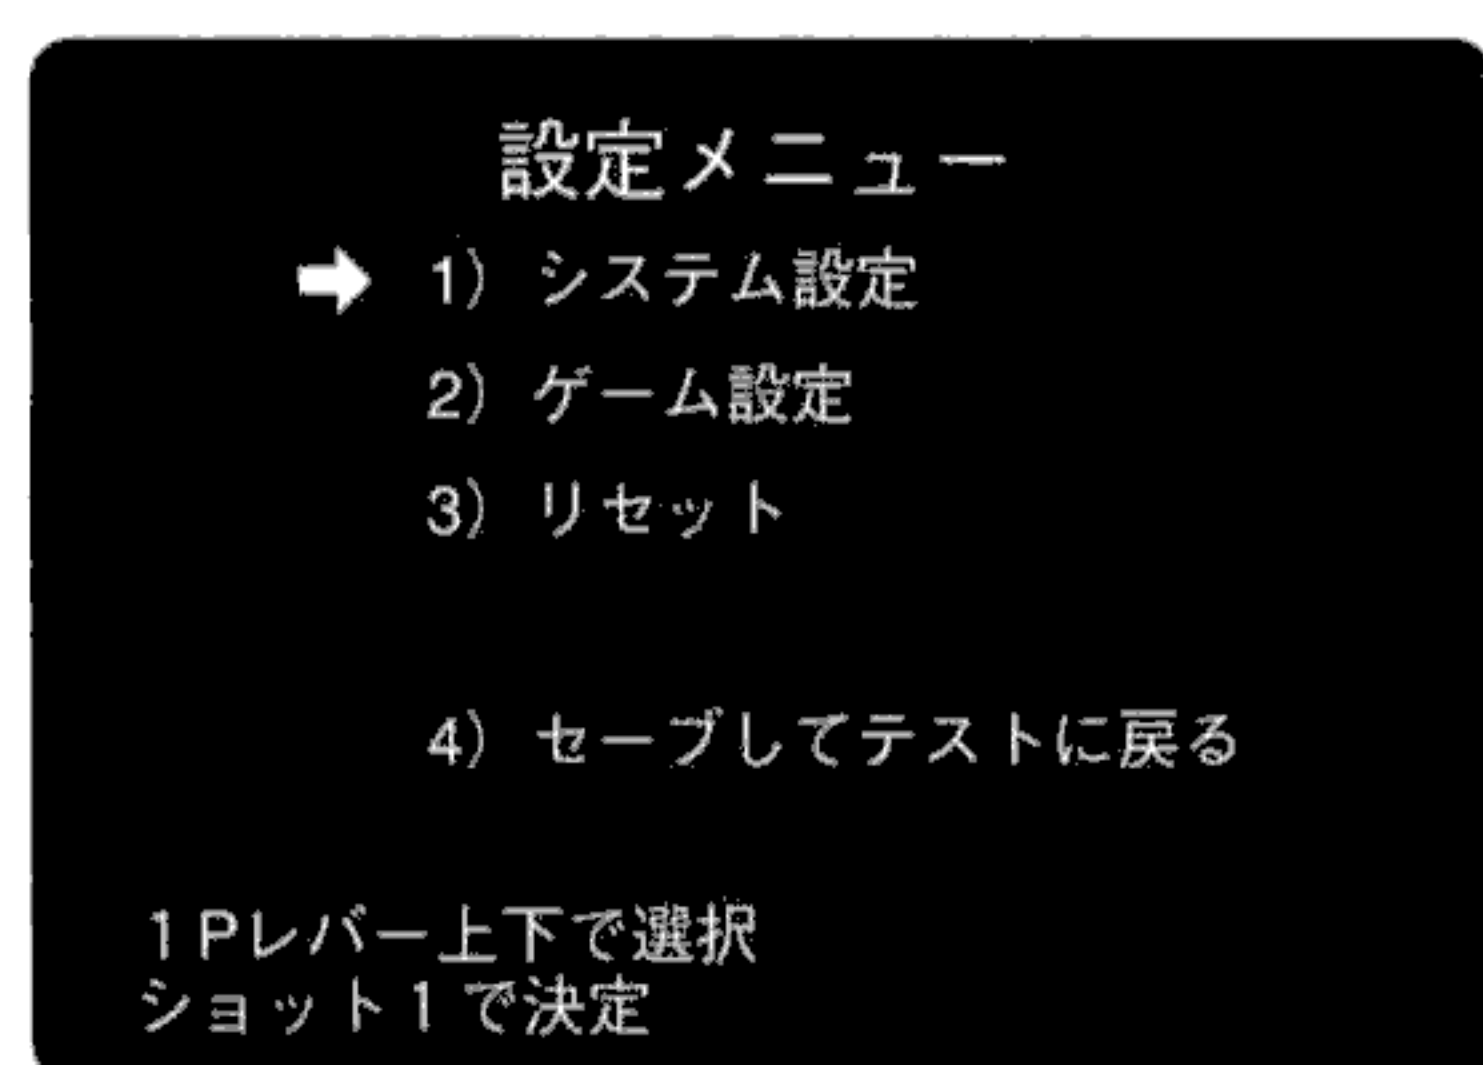 設定メニュー
➡ 1) システム設定
2) ゲーム設定
3) リセット
4) セーブしてテストに戻る
1Pレバー上下で選択
ショット1で決定